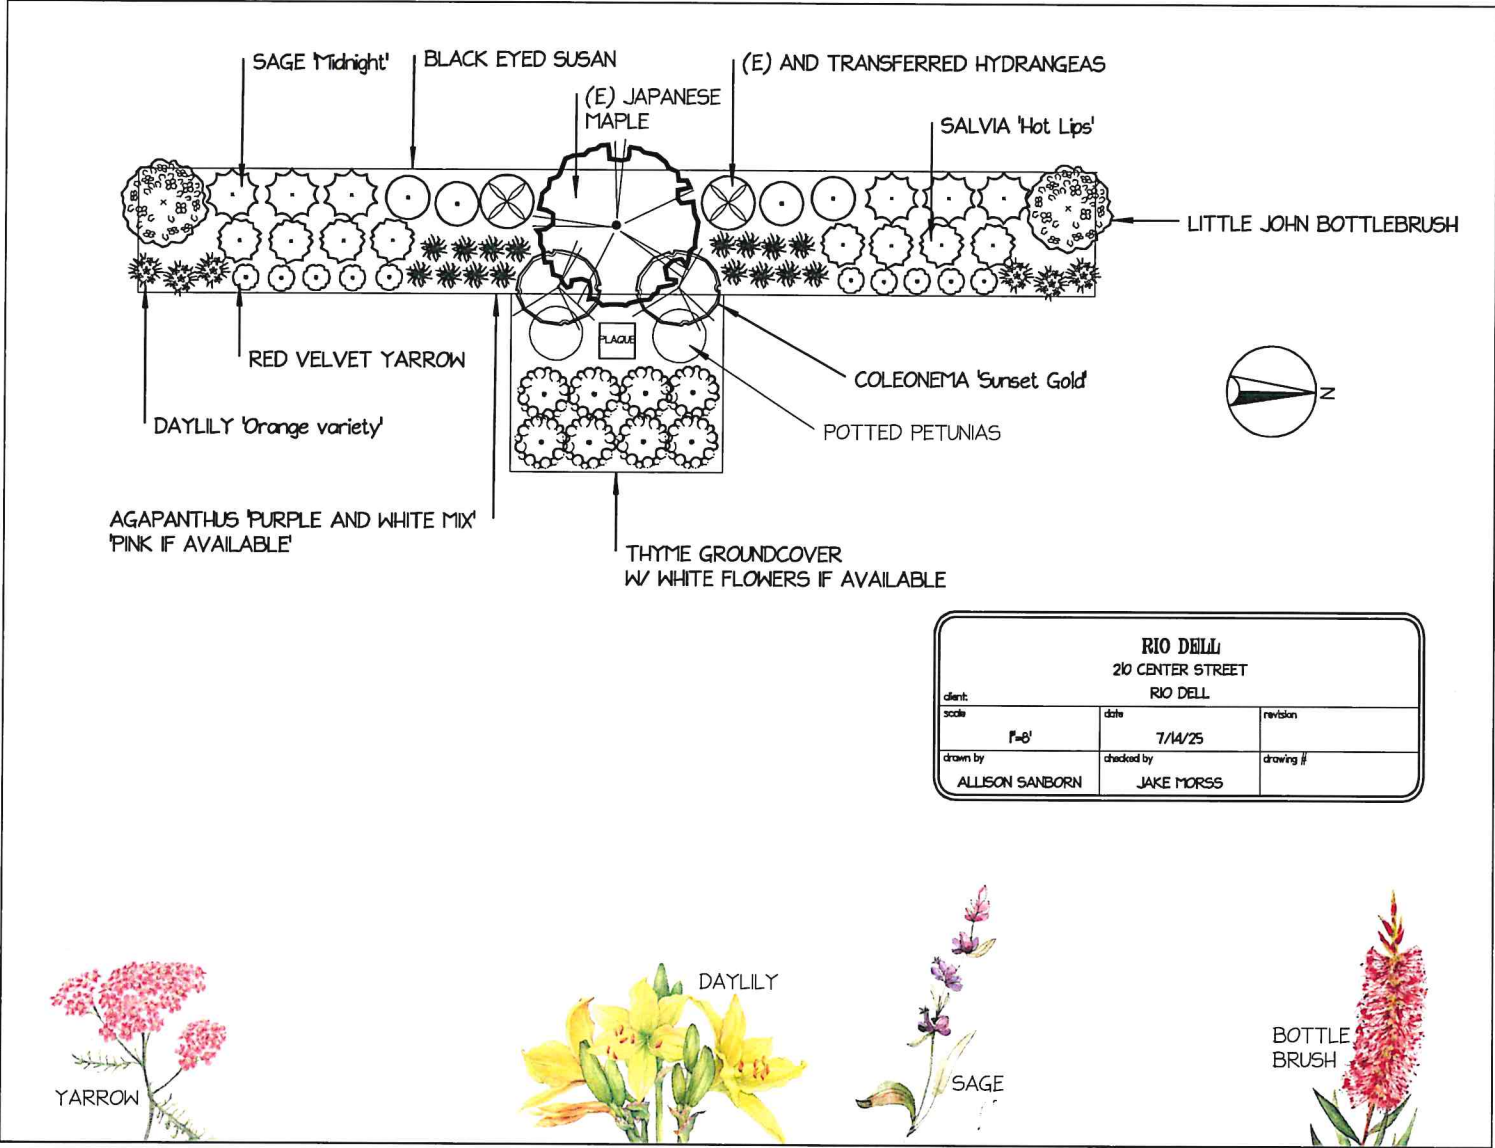 SAGE 'Midnight'
BLACK EYED SUSAN
(E) JAPANESE
MAPLE
(E) AND TRANSFERRED HYDRANGEAS
SALVIA 'Hot Lips'
LITTLE JOHN BOTTLEBRUSH
RED VELVET YARROW
PLAQUE
COLEONEMA 'Sunset Gold'
N
DAYLILY 'Orange variety'
POTTED PETUNIAS
AGAPANTHUS 'PURPLE AND WHITE MIX'
'PINK IF AVAILABLE'
THYME GROUNDCOVER
W/ WHITE FLOWERS IF AVAILABLE
RIO DELL
210 CENTER STREET
client: RIO DELL
scale date revision
1"=8' 7/14/25
drawn by checked by drawing #
ALLISON SANBORN JAKE MORSS
DAYLILY
BOTTLE
BRUSH
YARROW
SAGE